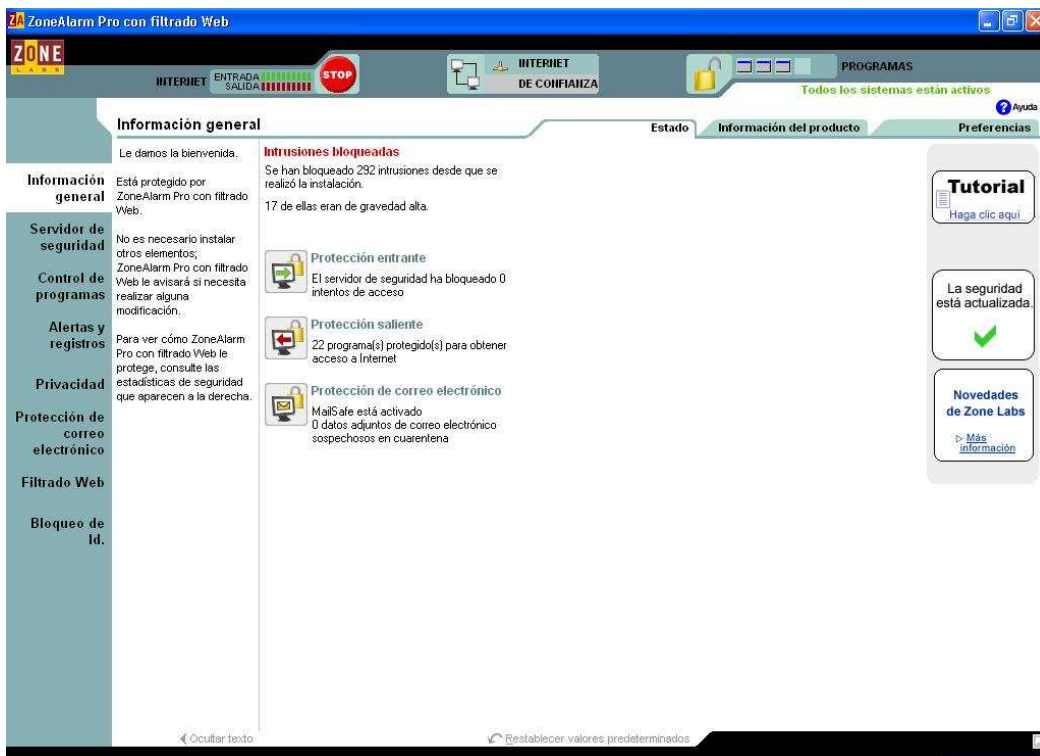 ZA ZoneAlarm Pro con filtrado Web
ZONE
LABS
INTERNET
ENTRADA
SALIDA
STOP
INTERNET
DE CONFIANZA
PROGRAMAS
Todos los sistemas están activos
Ayuda
Información general
Estado
Información del producto
Preferencias
Información
general
Servidor de
seguridad
Control de
programas
Alertas y
registros
Privacidad
Protección de
correo
electrónico
Filtrado Web
Bloqueo de
Id.
Le damos la bienvenida.
Está protegido por
ZoneAlarm Pro con filtrado
Web.
No es necesario instalar
otros elementos;
ZoneAlarm Pro con filtrado
Web le avisará si necesita
realizar alguna
modificación.
Para ver cómo ZoneAlarm
Pro con filtrado Web le
protege, consulte las
estadísticas de seguridad
que aparecen a la derecha.
Intrusiones bloqueadas
Se han bloqueado 292 intrusiones desde que se
realizó la instalación.
17 de ellas eran de gravedad alta.
Protección entrante
El servidor de seguridad ha bloqueado 0
intentos de acceso
Protección saliente
22 programa(s) protegido(s) para obtener
acceso a Internet
Protección de correo electrónico
MailSafe está activado
0 datos adjuntos de correo electrónico
sospechosos en cuarentena
Tutorial
Haga clic aquí
La seguridad
está actualizada.
Novedades
de Zone Labs
Más
información
Ocultar texto
Restablecer valores predeterminados